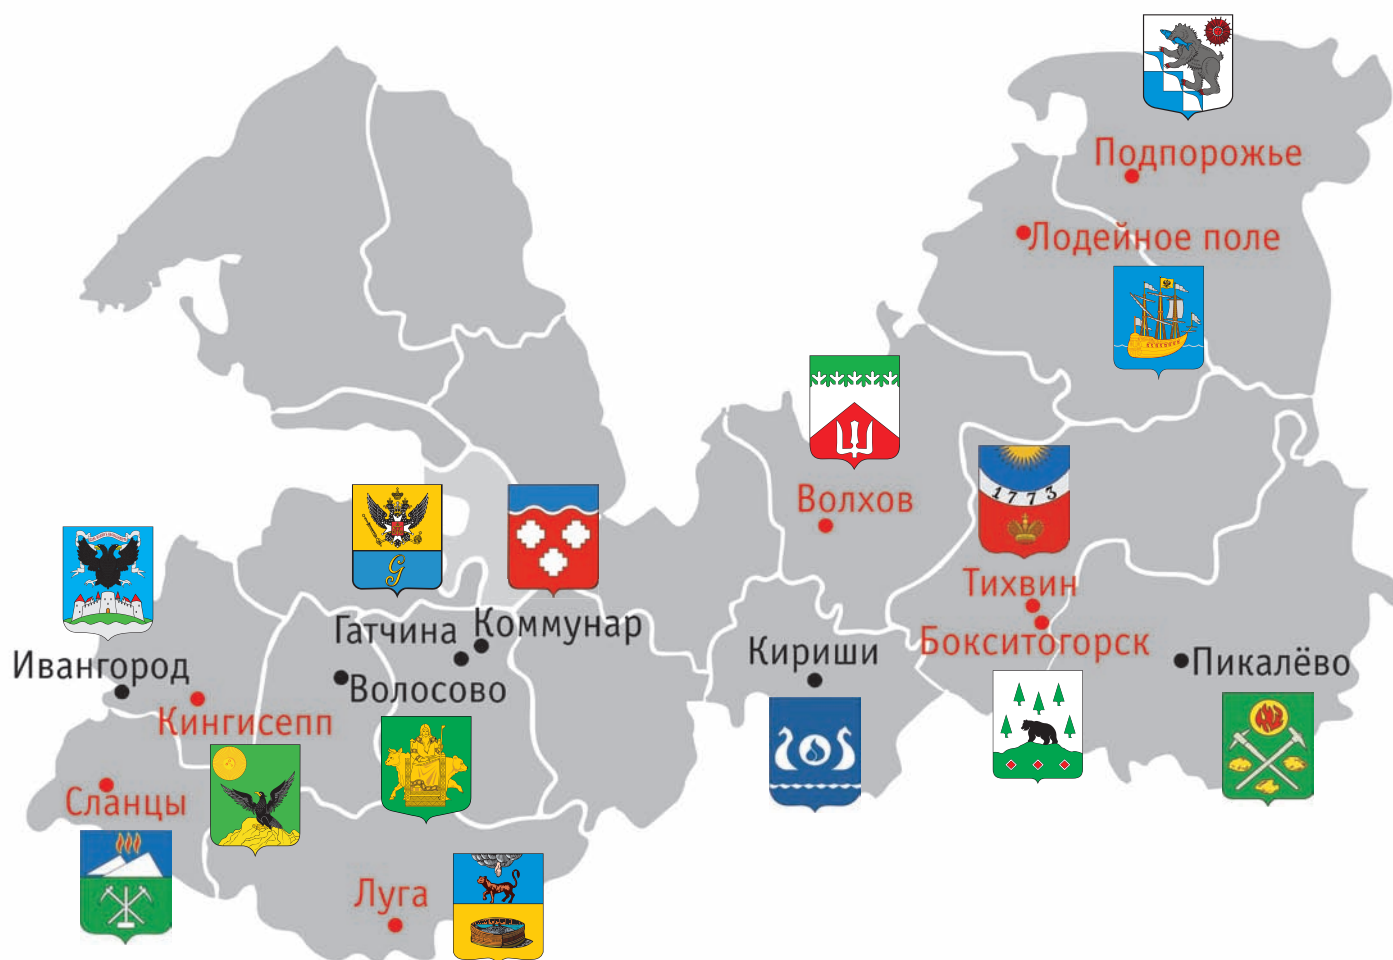 Подпорожье
Лодейное поле
Волхов
1773
Тихвин
Бокситогорск
Гатчина
G
Коммунар
Кириши
Пикалёво
Ивангород
Волосово
Кингисепп
Сланцы
Луга